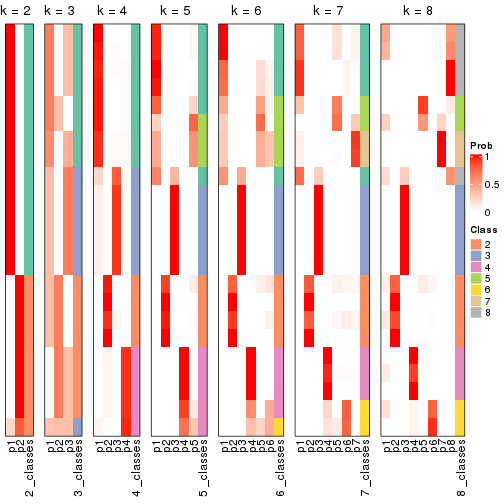 k = 2 k = 3 k = 4 k = 5 k = 6 k = 7 k = 8
Prob
1
0.5
0
Class
2
3
4
5
6
7
8
p1 p2 2_classes p1 p2 p3 3_classes p1 p2 p3 p4 4_classes p1 p2 p3 p4 p5 5_classes p1 p2 p3 p4 p5 p6 6_classes p1 p2 p3 p4 p5 p6 p7 7_classes p1 p2 p3 p4 p5 p6 p7 p8 8_classes